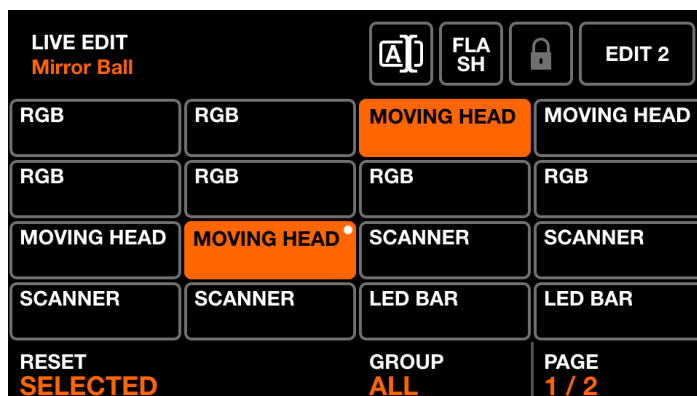 LIVE EDIT
Mirror Ball
A
FLA
SH
EDIT 2
RGB
RGB
MOVING HEAD
MOVING HEAD
RGB
RGB
RGB
RGB
MOVING HEAD
MOVING HEAD
SCANNER
SCANNER
SCANNER
SCANNER
LED BAR
LED BAR
RESET
SELECTED
GROUP
ALL
PAGE
1 / 2